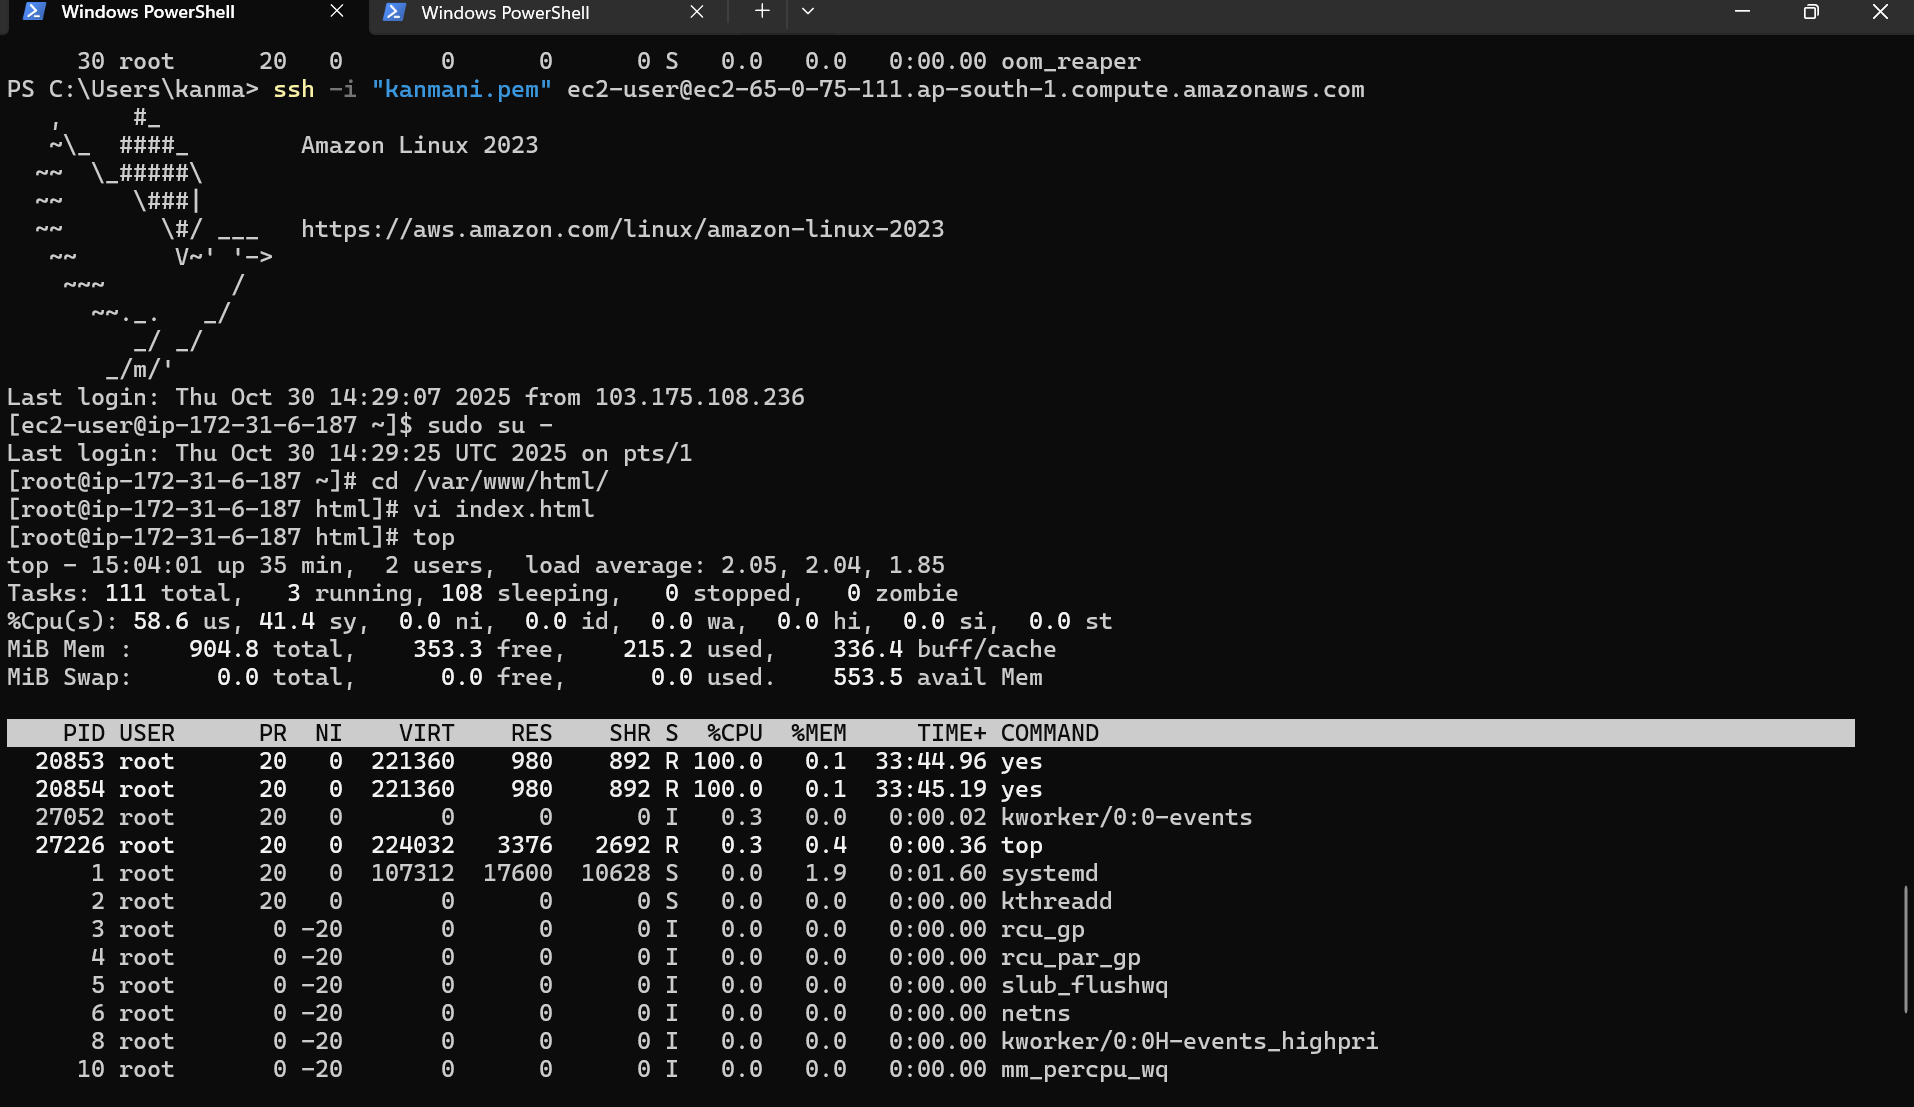 Windows PowerShell
Windows PowerShell
     30 root      20   0       0      0      0 S   0.0   0.0   0:00.00 oom_reaper
PS C:\Users\kanma> ssh -i "kanmani.pem" ec2-user@ec2-65-0-75-111.ap-south-1.compute.amazonaws.com
   ,     #_
   ~\_  ####_        Amazon Linux 2023
  ~~  \_#####\
  ~~     \###|
  ~~       \#/ ___   https://aws.amazon.com/linux/amazon-linux-2023
   ~~       V~' '->
    ~~~         /
      ~~._.   _/
         _/ _/
       _/m/'
Last login: Thu Oct 30 14:29:07 2025 from 103.175.108.236
[ec2-user@ip-172-31-6-187 ~]$ sudo su -
Last login: Thu Oct 30 14:29:25 UTC 2025 on pts/1
[root@ip-172-31-6-187 ~]# cd /var/www/html/
[root@ip-172-31-6-187 html]# vi index.html
[root@ip-172-31-6-187 html]# top
top - 15:04:01 up 35 min,  2 users,  load average: 2.05, 2.04, 1.85
Tasks: 111 total,   3 running, 108 sleeping,   0 stopped,   0 zombie
%Cpu(s): 58.6 us, 41.4 sy,  0.0 ni,  0.0 id,  0.0 wa,  0.0 hi,  0.0 si,  0.0 st
MiB Mem :    904.8 total,    353.3 free,    215.2 used,    336.4 buff/cache
MiB Swap:      0.0 total,      0.0 free,      0.0 used.    553.5 avail Mem
    PID USER      PR  NI    VIRT    RES    SHR S  %CPU  %MEM     TIME+ COMMAND
  20853 root      20   0  221360    980    892 R 100.0   0.1  33:44.96 yes
  20854 root      20   0  221360    980    892 R 100.0   0.1  33:45.19 yes
  27052 root      20   0       0      0      0 I   0.3   0.0   0:00.02 kworker/0:0-events
  27226 root      20   0  224032   3376   2692 R   0.3   0.4   0:00.36 top
      1 root      20   0  107312  17600  10628 S   0.0   1.9   0:01.60 systemd
      2 root      20   0       0      0      0 S   0.0   0.0   0:00.00 kthreadd
      3 root       0 -20       0      0      0 I   0.0   0.0   0:00.00 rcu_gp
      4 root       0 -20       0      0      0 I   0.0   0.0   0:00.00 rcu_par_gp
      5 root       0 -20       0      0      0 I   0.0   0.0   0:00.00 slub_flushwq
      6 root       0 -20       0      0      0 I   0.0   0.0   0:00.00 netns
      8 root       0 -20       0      0      0 I   0.0   0.0   0:00.00 kworker/0:0H-events_highpri
     10 root       0 -20       0      0      0 I   0.0   0.0   0:00.00 mm_percpu_wq